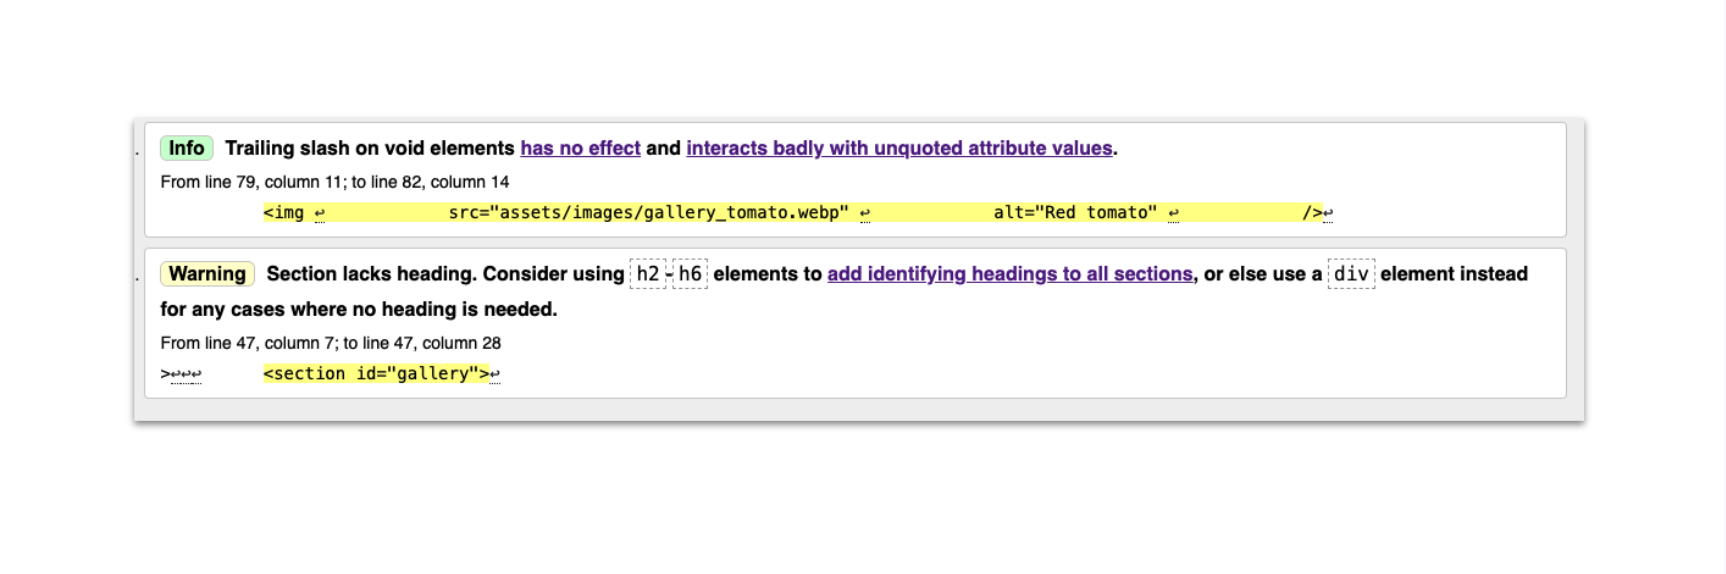 Info Trailing slash on void elements has no effect and interacts badly with unquoted attribute values.
From line 79, column 11; to line 82, column 14
<img ↩ src="assets/images/gallery_tomato.webp" ↩ alt="Red tomato" ↩ />↩
Warning Section lacks heading. Consider using h2-h6 elements to add identifying headings to all sections, or else use a div element instead
for any cases where no heading is needed.
From line 47, column 7; to line 47, column 28
>↩↩↩ <section id="gallery">↩